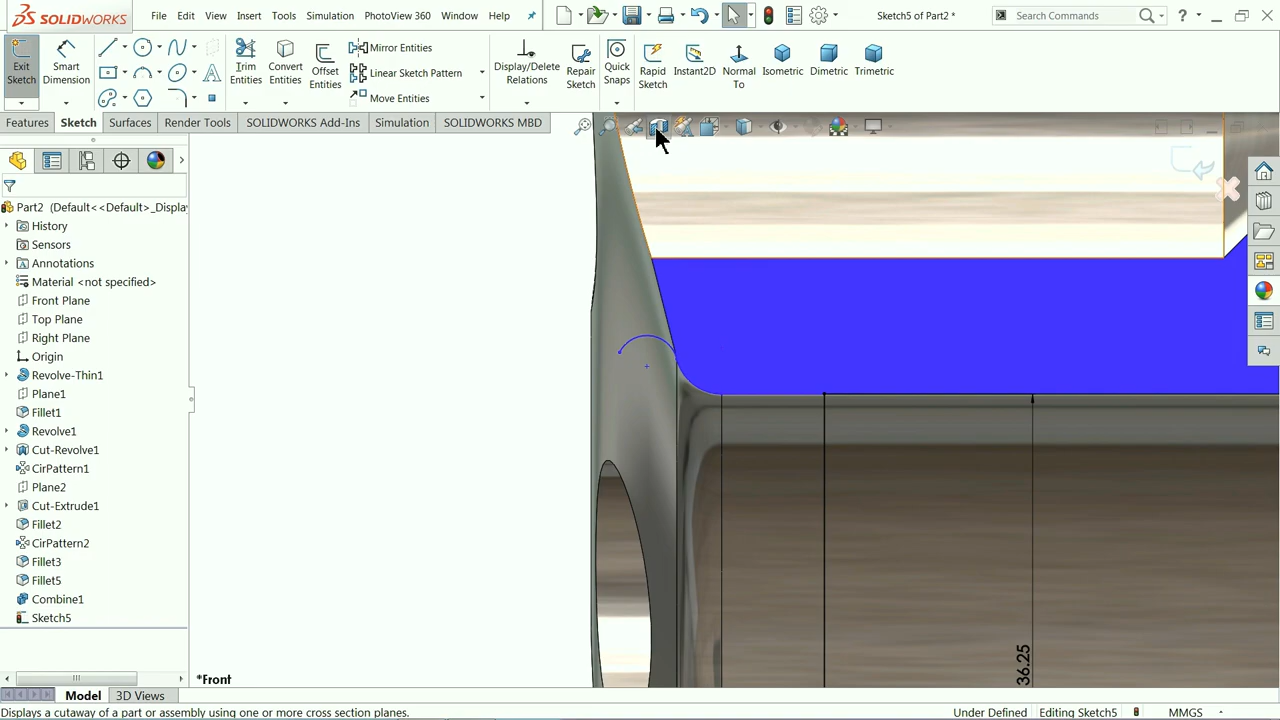 SOLIDWORKS File Edit View Insert Tools Simulation PhotoView 360 Window Help Sketch5 of Part2 * Search Commands ?
Exit Sketch Smart Dimension Trim Entities Convert Entities Offset Entities Mirror Entities Linear Sketch Pattern Move Entities Display/Delete Relations Repair Sketch Quick Snaps Rapid Sketch Instant2D Normal To Isometric Dimetric Trimetric
Features Sketch Surfaces Render Tools SOLIDWORKS Add-Ins Simulation SOLIDWORKS MBD
Part2 (Default<<Default>_Displa
History
Sensors
Annotations
Material <not specified>
Front Plane
Top Plane
Right Plane
Origin
Revolve-Thin1
Plane1
Fillet1
Revolve1
Cut-Revolve1
CirPattern1
Plane2
Cut-Extrude1
Fillet2
CirPattern2
Fillet3
Fillet5
Combine1
Sketch5
36.25
*Front
Model 3D Views
Displays a cutaway of a part or assembly using one or more cross section planes. Under Defined Editing Sketch5 MMGS